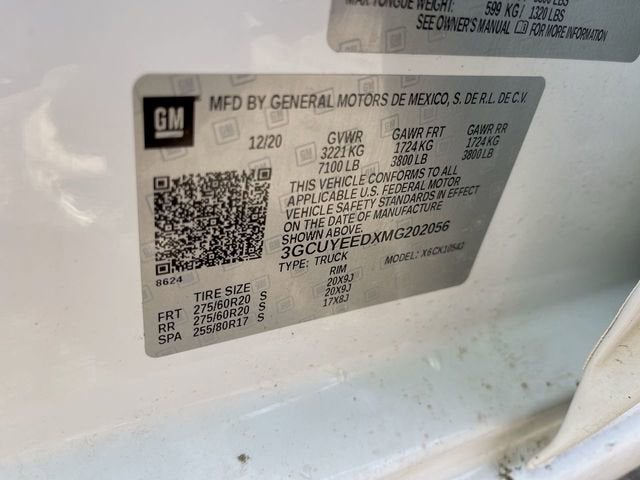 MAX TONGUE WEIGHT: 599 KG / 1320 LBS
SEE OWNER'S MANUAL FOR MORE INFORMATION
GM MFD BY GENERAL MOTORS DE MEXICO, S. DE R.L. DE C.V.
12/20 GVWR GAWR FRT GAWR RR
3221 KG 1724 KG 1724 KG
7100 LB 3800 LB 3800 LB
THIS VEHICLE CONFORMS TO ALL
APPLICABLE U.S. FEDERAL MOTOR
VEHICLE SAFETY STANDARDS IN EFFECT
ON THE DATE OF MANUFACTURE
SHOWN ABOVE.
3GCUYEEDXMG202056
TYPE: TRUCK MODEL: X6CK10543
8624
TIRE SIZE RIM
FRT 275/60R20 S 20X9J
RR 275/60R20 S 20X9J
SPA 255/80R17 S 17X8J